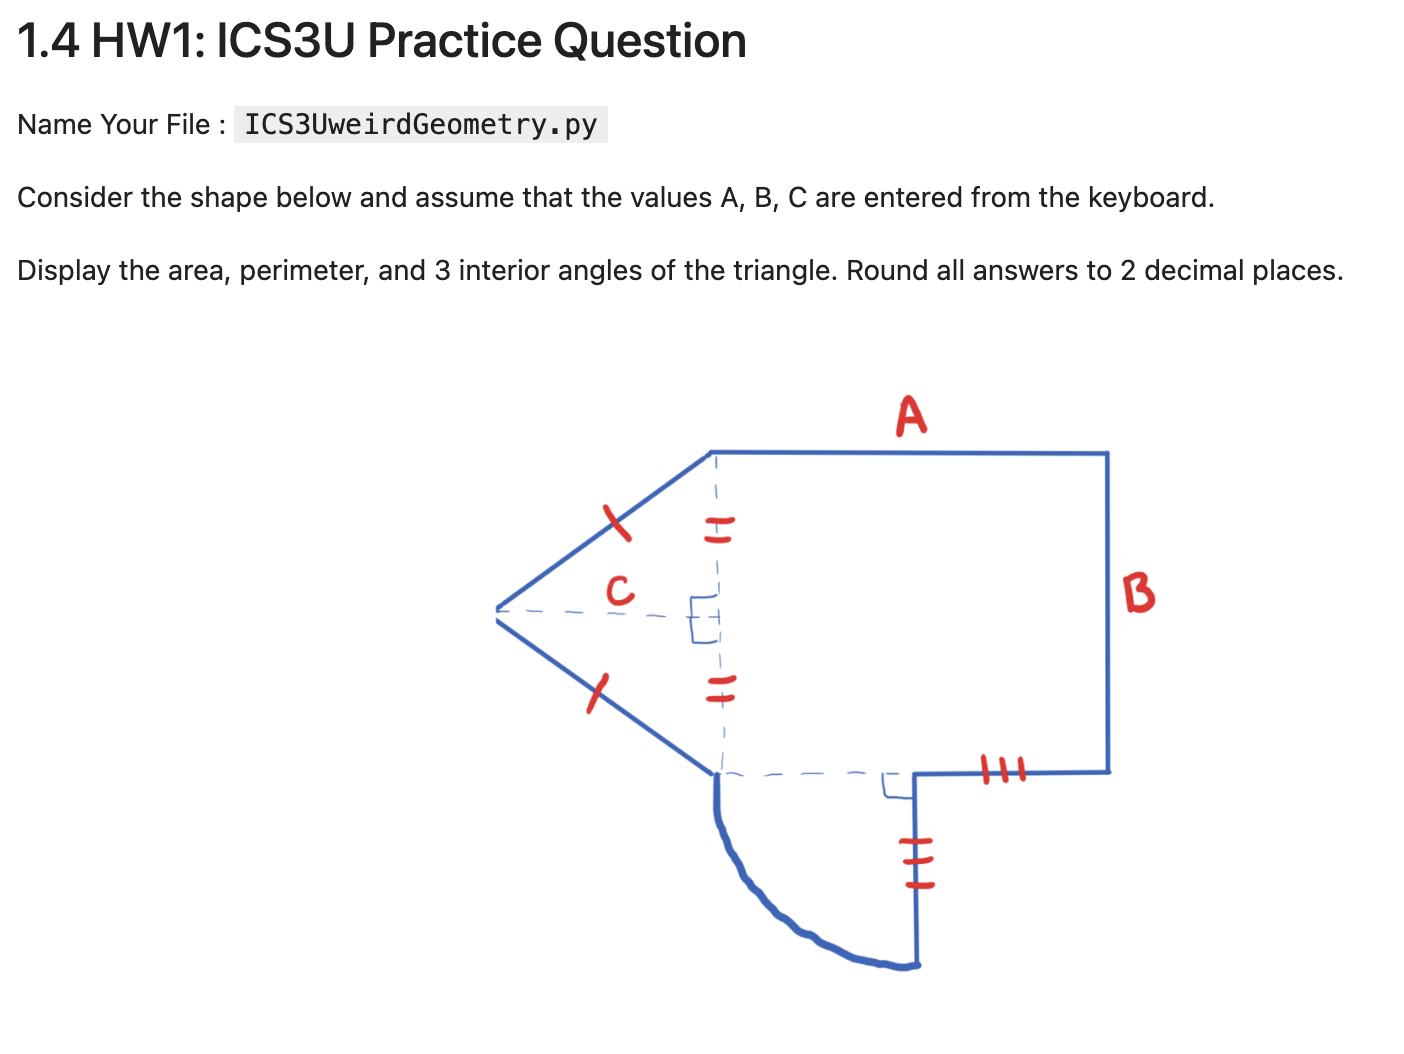 1.4 HW1: ICS3U Practice Question
Name Your File : ICS3UweirdGeometry.py
Consider the shape below and assume that the values A, B, C are entered from the keyboard.
Display the area, perimeter, and 3 interior angles of the triangle. Round all answers to 2 decimal places.
A
C
B